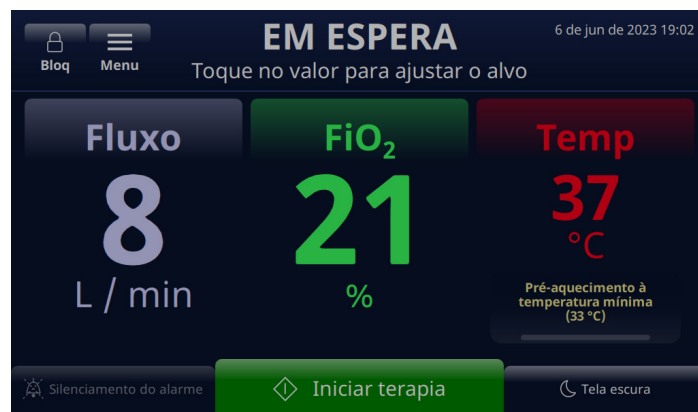 Bloq
Menu
EM ESPERA
Toque no valor para ajustar o alvo
6 de jun de 2023 19:02
Fluxo
8
L / min
FiO₂
21
%
Temp
37
°C
Pré-aquecimento à
temperatura mínima
(33 °C)
Silenciamento do alarme
Iniciar terapia
Tela escura